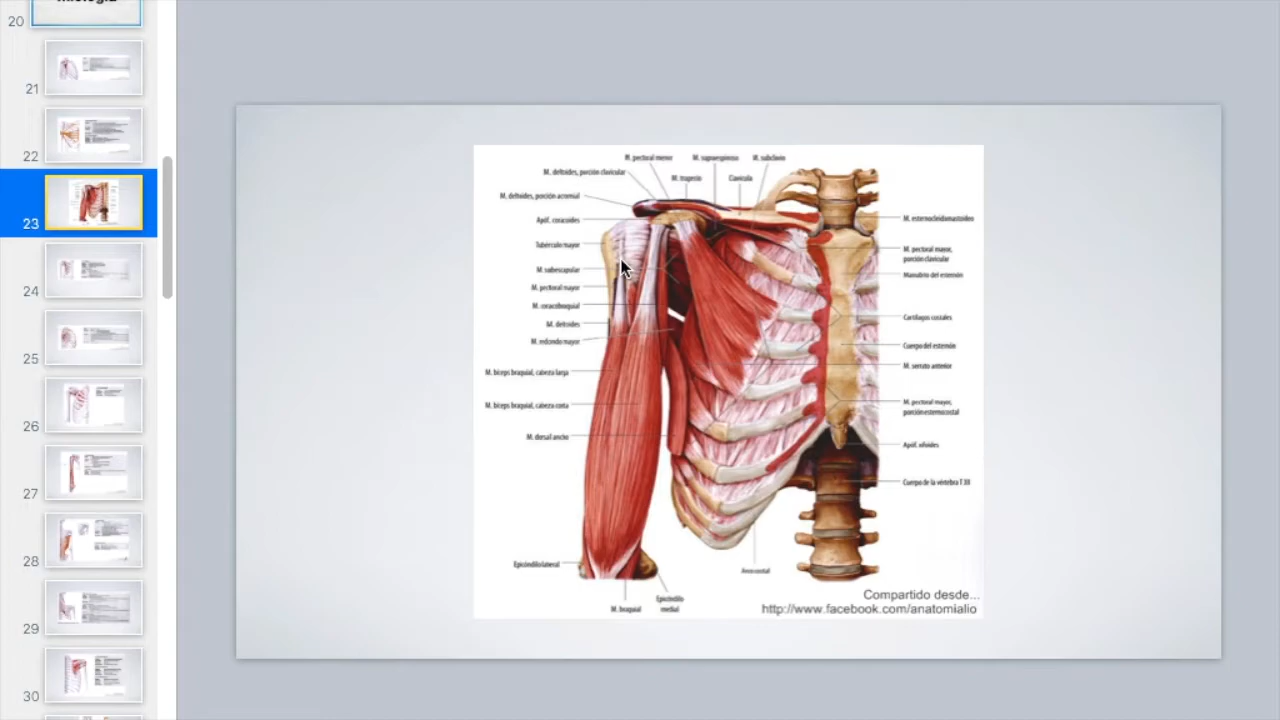 20
21
22
23
24
25
26
27
28
29
30
M. pectoral menor
M. supraespinoso
M. subclavio
M. deltoides, porción clavicular
M. trapecio
Clavícula
M. deltoides, porción acromial
Apóf. coracoides
Tubérculo mayor
M. subescapular
M. pectoral mayor
M. coracobraquial
M. deltoides
M. redondo mayor
M. bíceps braquial, cabeza larga
M. bíceps braquial, cabeza corta
M. dorsal ancho
Epicóndilo lateral
M. braquial
Epicóndilo
medial
Arco costal
M. esternocleidomastoideo
M. pectoral mayor,
porción clavicular
Manubrio del esternón
Cartílagos costales
Cuerpo del esternón
M. serrato anterior
M. pectoral mayor,
porción esternocostal
Apóf. xifoides
Cuerpo de la vértebra T XII
Compartido desde...
http://www.facebook.com/anatomialio